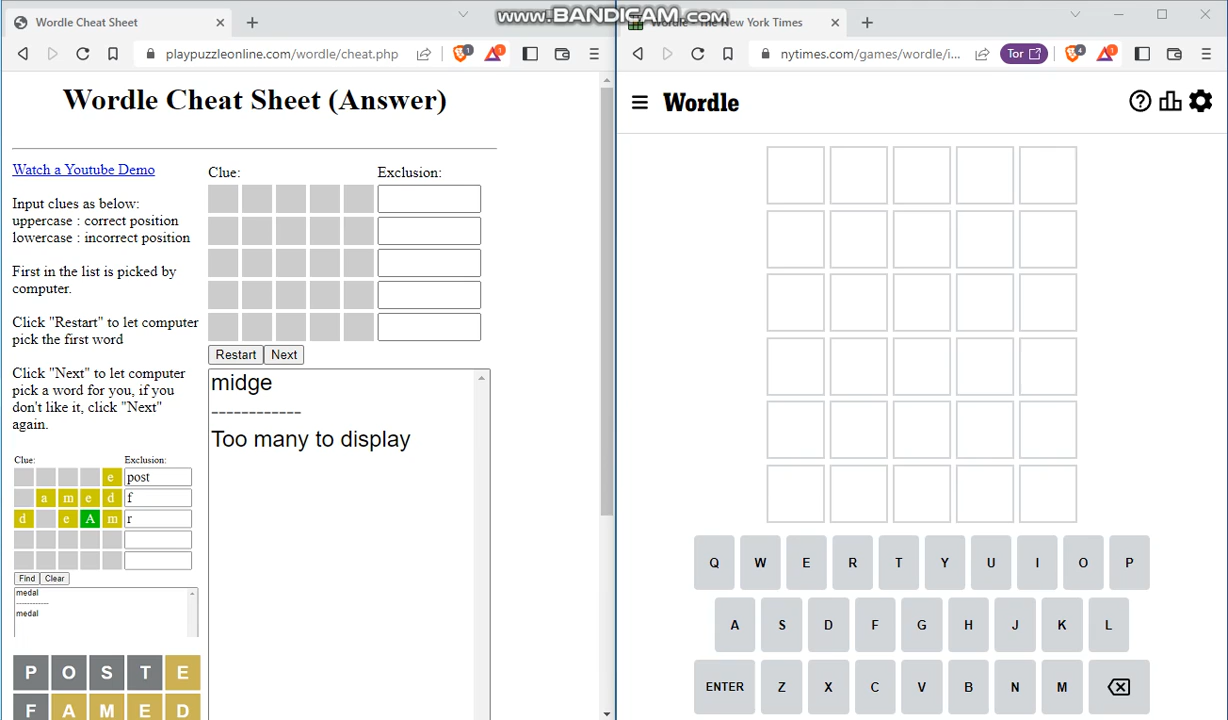 www.BANDICAM.com
Wordle Cheat Sheet
playpuzzleonline.com/wordle/cheat.php
1
1
Wordle Cheat Sheet (Answer)
Watch a Youtube Demo
Input clues as below:
uppercase : correct position
lowercase : incorrect position
First in the list is picked by
computer.
Click "Restart" to let computer
pick the first word
Click "Next" to let computer
pick a word for you, if you
don't like it, click "Next"
again.
Clue: Exclusion:
e post
a m e d f
d e A m r
Find Clear
medal
------------
medal
P O S T E
F A M E D
Clue: Exclusion:
Restart Next
midge
------------
Too many to display
Wordle - The New York Times
nytimes.com/games/wordle/i...
Tor
4
1
Wordle
Q W E R T Y U I O P
A S D F G H J K L
ENTER Z X C V B N M